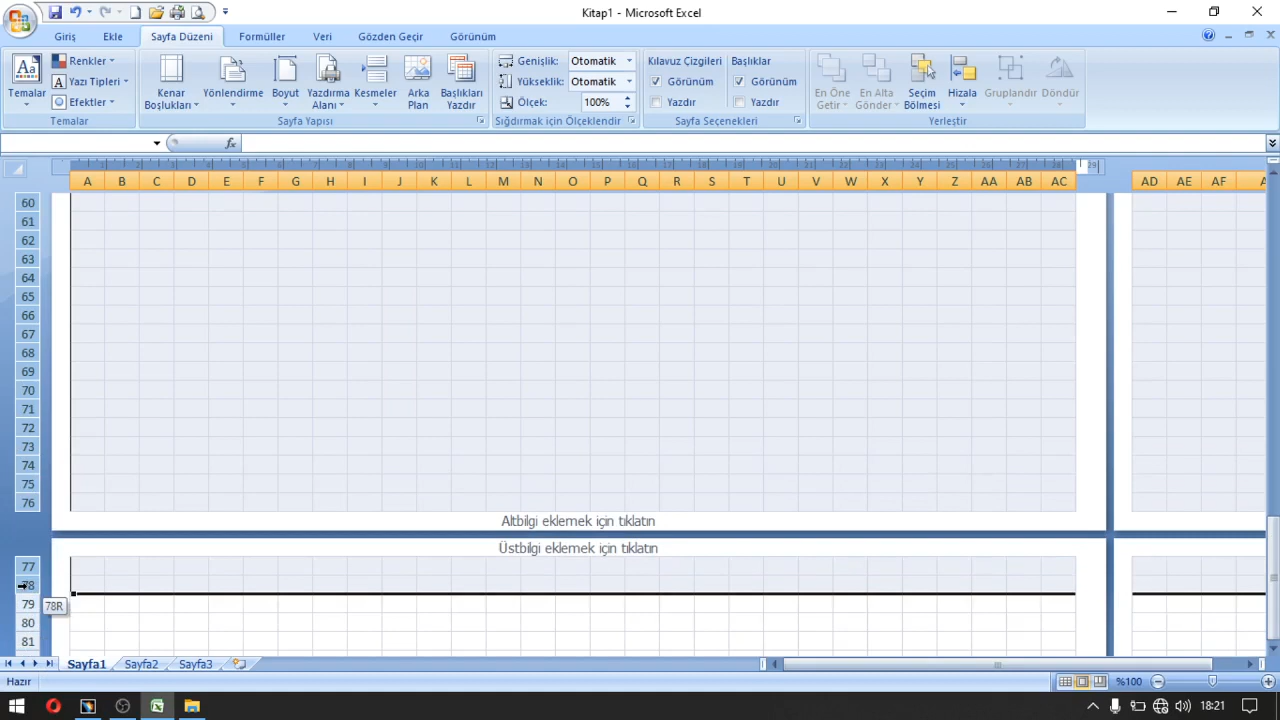 Kitap1 - Microsoft Excel
Giriş Ekle Sayfa Düzeni Formüller Veri Gözden Geçir Görünüm
Temalar
Renkler
Yazı Tipleri
Efektler
Temalar
Kenar Boşlukları
Yönlendirme
Boyut
Yazdırma Alanı
Kesmeler
Arka Plan
Başlıkları Yazdır
Sayfa Yapısı
Genişlik: Otomatik
Yükseklik: Otomatik
Ölçek: 100%
Sığdırmak için Ölçeklendir
Kılavuz Çizgileri Başlıklar
Görünüm Görünüm
Yazdır Yazdır
Sayfa Seçenekleri
En Öne Getir
En Alta Gönder
Seçim Bölmesi
Hizala
Gruplandır
Döndür
Yerleştir
fx
A B C D E F G H I J K L M N O P Q R S T U V W X Y Z AA AB AC AD AE AF
60
61
62
63
64
65
66
67
68
69
70
71
72
73
74
75
76
Altbilgi eklemek için tıklatın
Üstbilgi eklemek için tıklatın
77
78
78R
79
80
81
Sayfa1 Sayfa2 Sayfa3
Hazır
%100
18:21